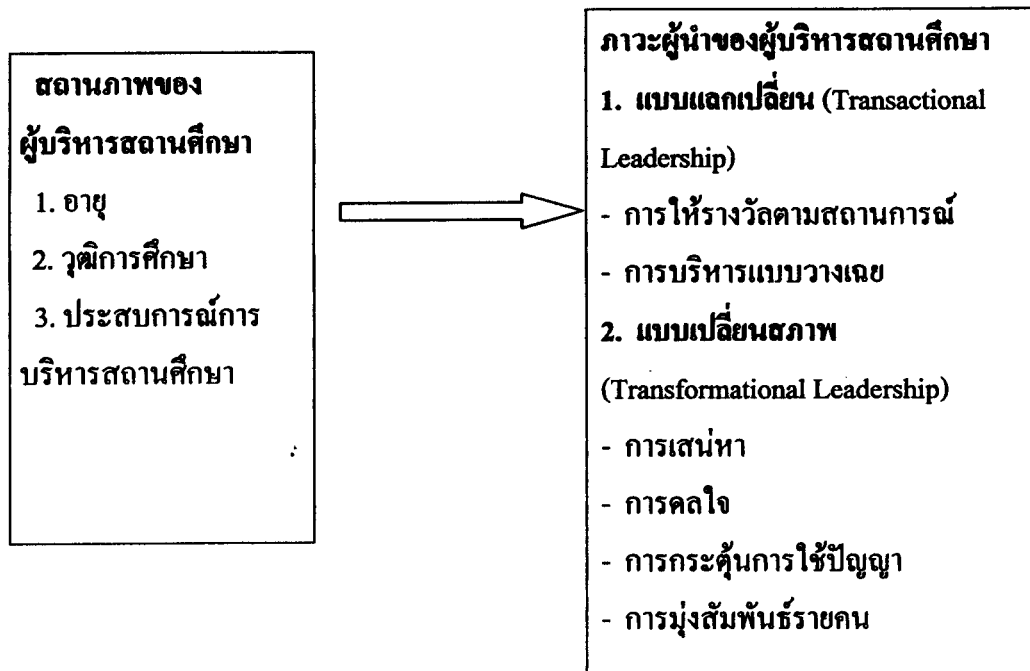 สถานภาพของ
ผู้บริหารสถานศึกษา
1. อายุ
2. วุฒิการศึกษา
3. ประสบการณ์การ
บริหารสถานศึกษา
ภาวะผู้นำของผู้บริหารสถานศึกษา
1. แบบแลกเปลี่ยน (Transactional
Leadership)
- การให้รางวัลตามสถานการณ์
- การบริหารแบบวางเฉย
2. แบบเปลี่ยนสภาพ
(Transformational Leadership)
- การเสน่หา
- การดลใจ
- การกระตุ้นการใช้ปัญญา
- การมุ่งสัมพันธ์รายคน